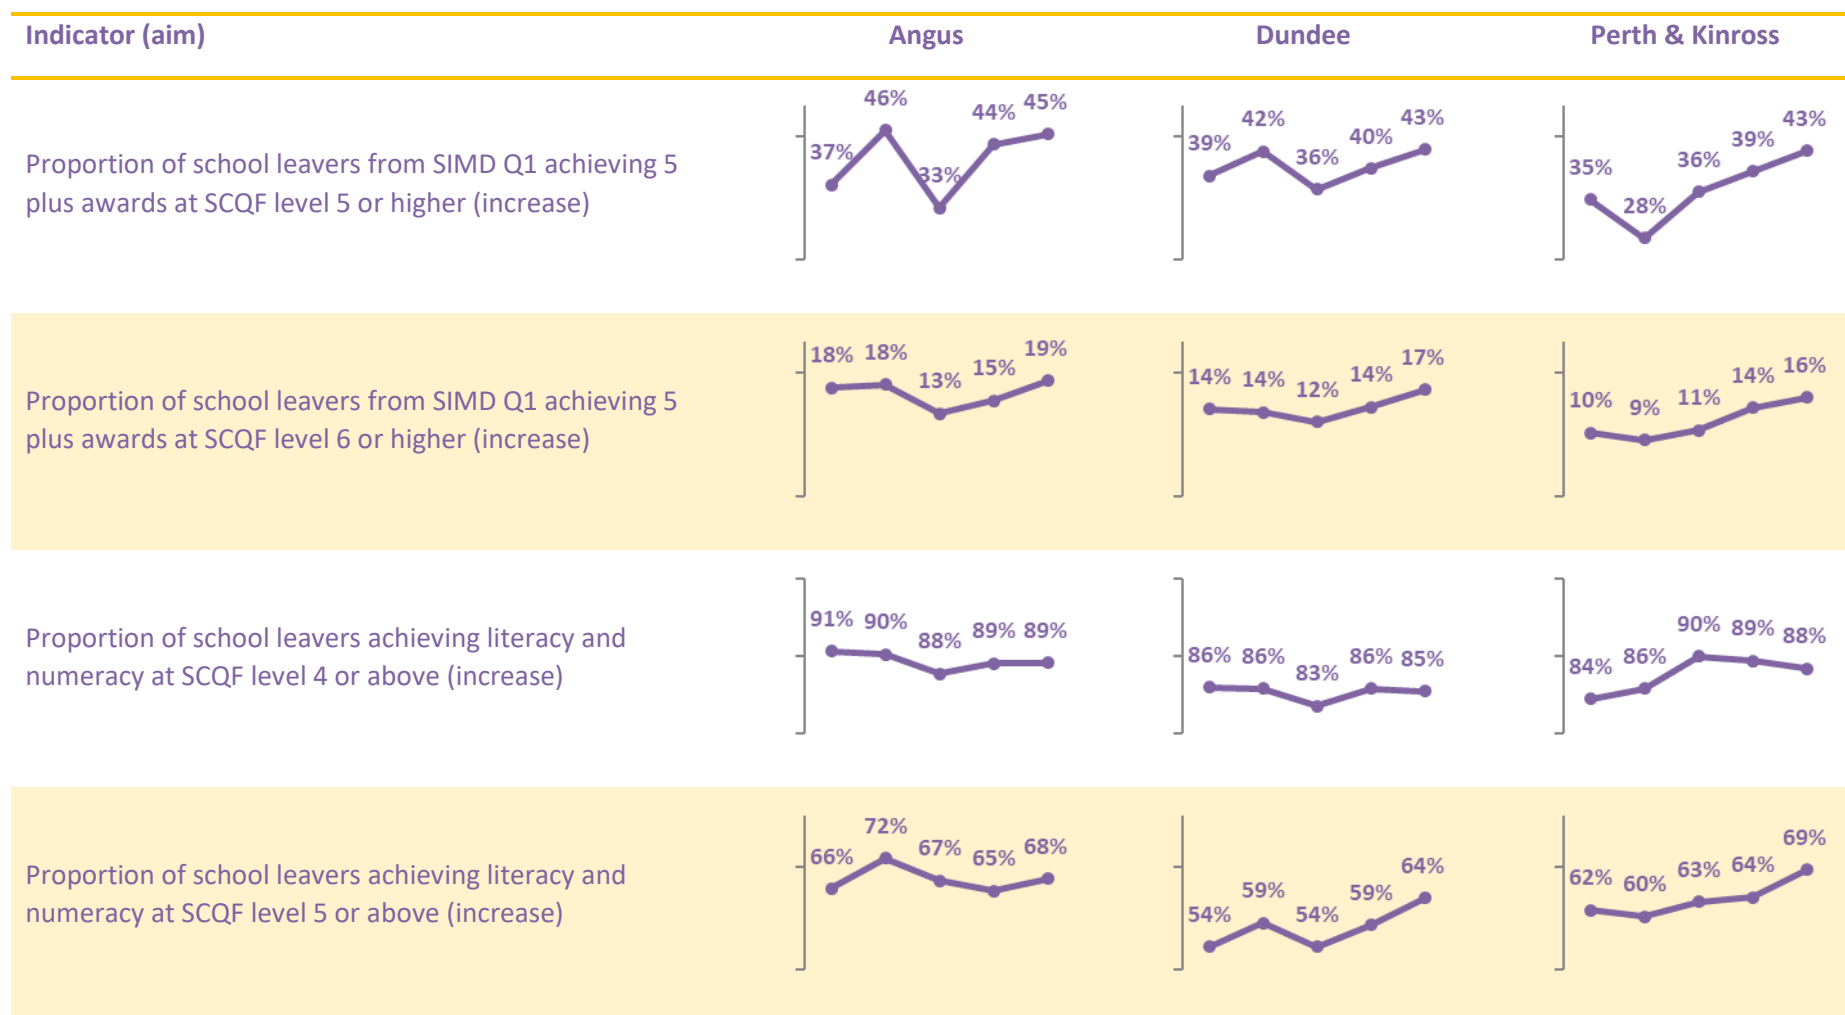 Indicator (aim) Angus Dundee Perth & Kinross
Proportion of school leavers from SIMD Q1 achieving 5
plus awards at SCQF level 5 or higher (increase)
37% 46% 33% 44% 45%
39% 42% 36% 40% 43%
35% 28% 36% 39% 43%
Proportion of school leavers from SIMD Q1 achieving 5
plus awards at SCQF level 6 or higher (increase)
18% 18% 13% 15% 19%
14% 14% 12% 14% 17%
10% 9% 11% 14% 16%
Proportion of school leavers achieving literacy and
numeracy at SCQF level 4 or above (increase)
91% 90% 88% 89% 89%
86% 86% 83% 86% 85%
84% 86% 90% 89% 88%
Proportion of school leavers achieving literacy and
numeracy at SCQF level 5 or above (increase)
66% 72% 67% 65% 68%
54% 59% 54% 59% 64%
62% 60% 63% 64% 69%